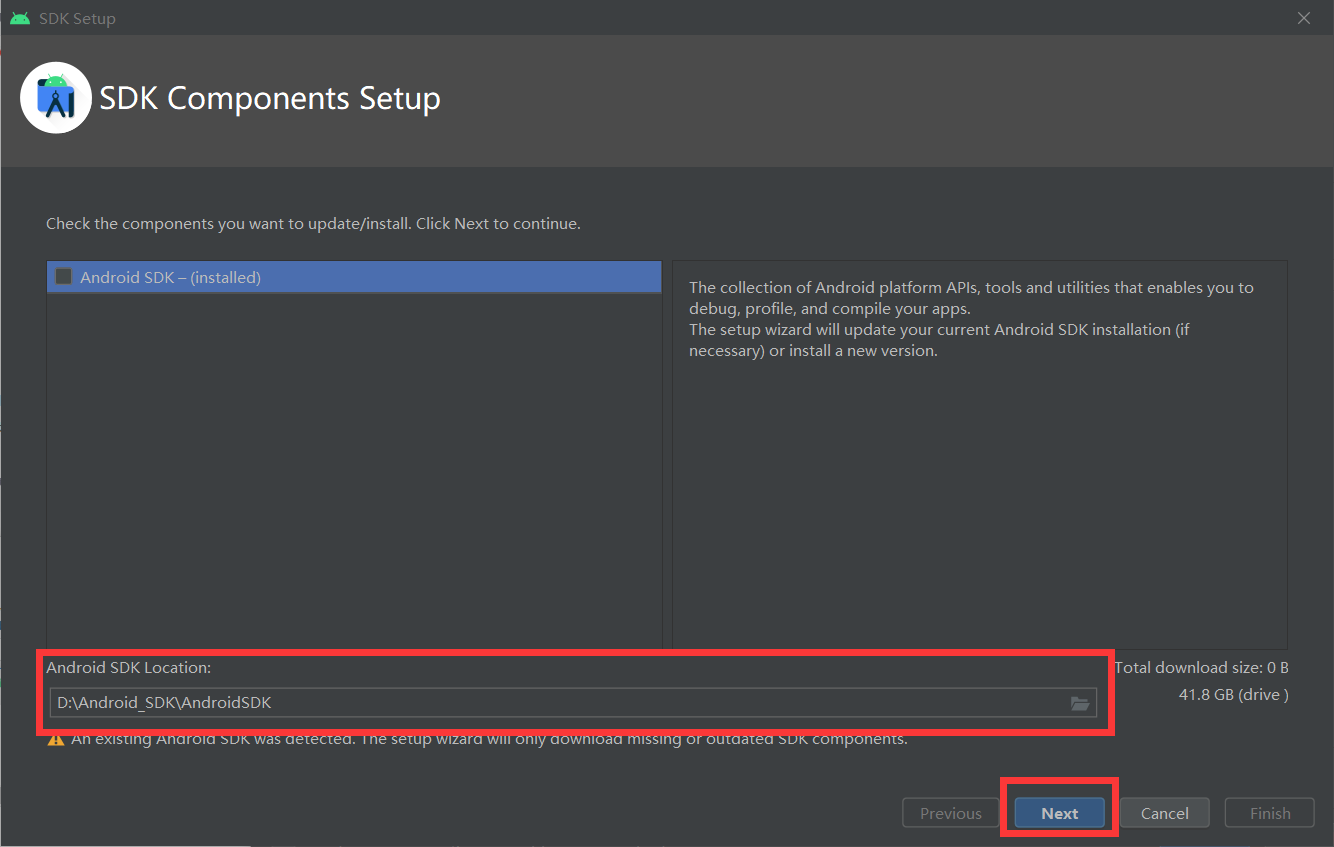 SDK Setup
SDK Components Setup
Check the components you want to update/install. Click Next to continue.
Android SDK – (installed)
The collection of Android platform APIs, tools and utilities that enables you to
debug, profile, and compile your apps.
The setup wizard will update your current Android SDK installation (if
necessary) or install a new version.
Android SDK Location:
Total download size: 0 B
D:\Android_SDK\AndroidSDK
41.8 GB (drive )
An existing Android SDK was detected. The setup wizard will only download missing or outdated SDK components.
Previous
Next
Cancel
Finish